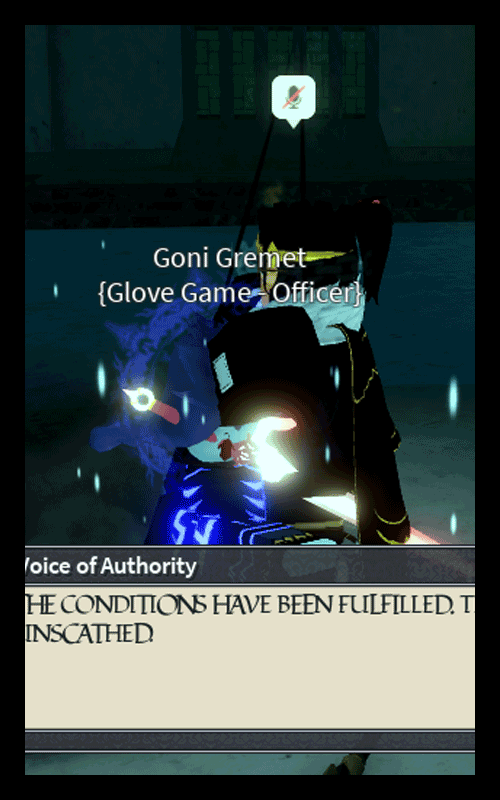 Goni Gremet
{Glove Game - Officer}
Voice of Authority
HE CONDITIONS HAVE BEEN FULFILLED. T
INSCATHED.